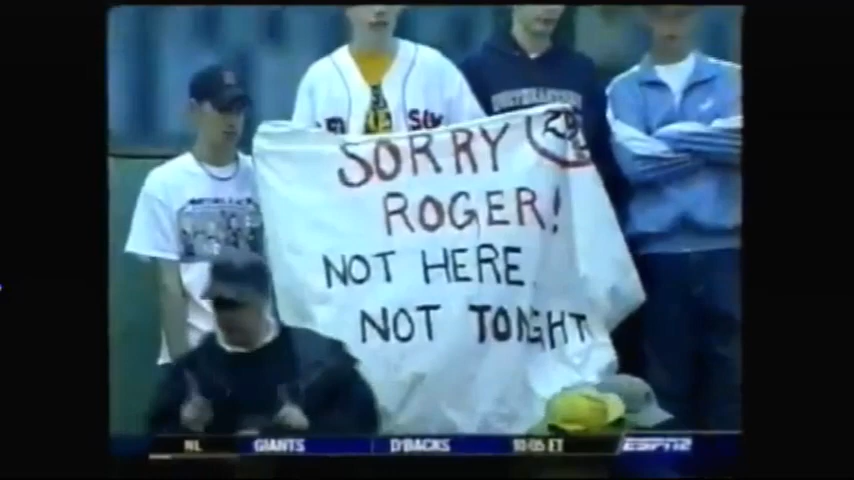 SORRY
ROGER!
NOT HERE
NOT TONIGHT
NL GIANTS D'BACKS 10:05 ET ESPN2